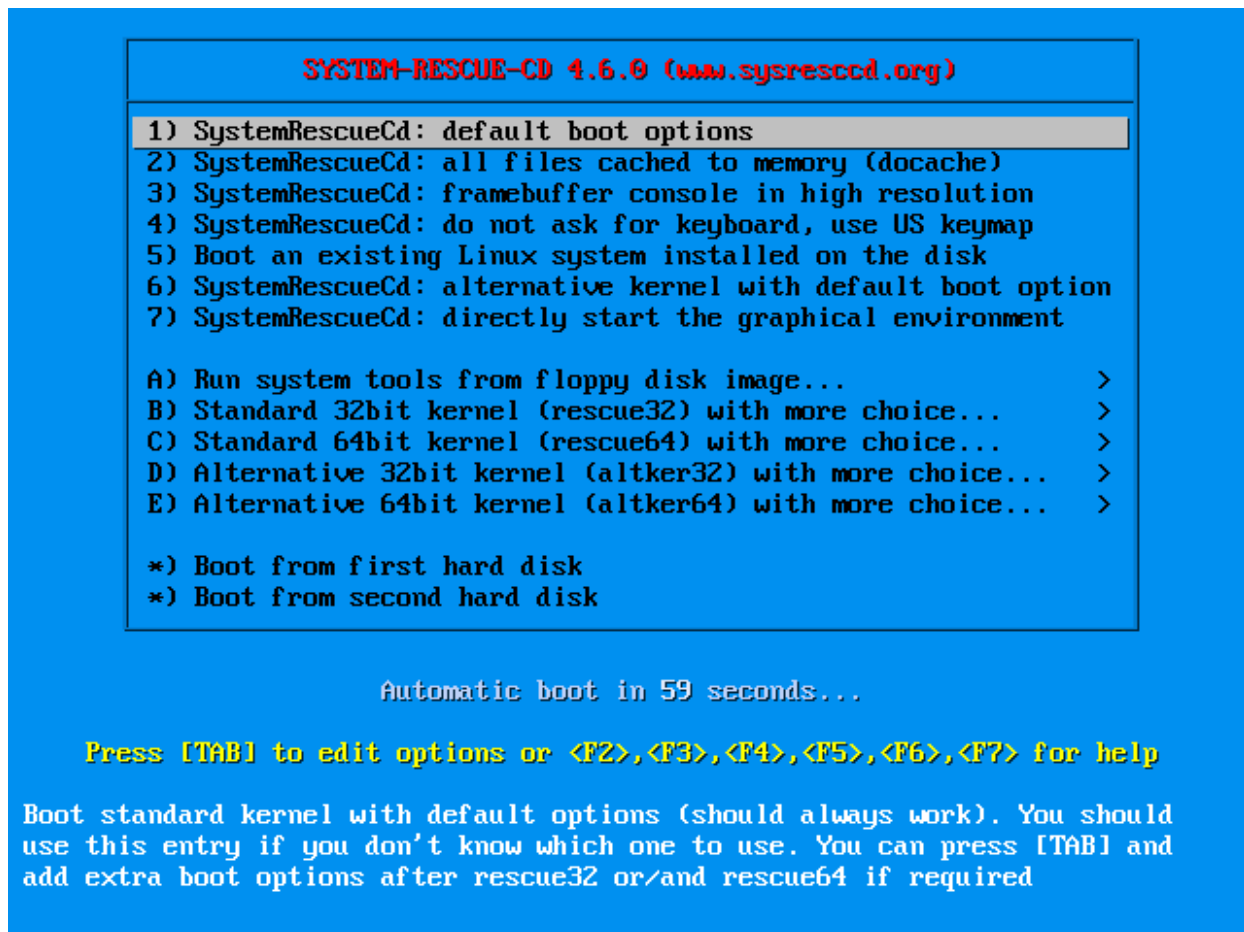 SYSTEM-RESCUE-CD 4.6.0 (www.sysresccd.org)
1) SystemRescueCd: default boot options
2) SystemRescueCd: all files cached to memory (docache)
3) SystemRescueCd: framebuffer console in high resolution
4) SystemRescueCd: do not ask for keyboard, use US keymap
5) Boot an existing Linux system installed on the disk
6) SystemRescueCd: alternative kernel with default boot option
7) SystemRescueCd: directly start the graphical environment
A) Run system tools from floppy disk image... >
B) Standard 32bit kernel (rescue32) with more choice... >
C) Standard 64bit kernel (rescue64) with more choice... >
D) Alternative 32bit kernel (altker32) with more choice... >
E) Alternative 64bit kernel (altker64) with more choice... >
*) Boot from first hard disk
*) Boot from second hard disk
Automatic boot in 59 seconds...
Press [TAB] to edit options or <F2>,<F3>,<F4>,<F5>,<F6>,<F7> for help
Boot standard kernel with default options (should always work). You should
use this entry if you don't know which one to use. You can press [TAB] and
add extra boot options after rescue32 or/and rescue64 if required